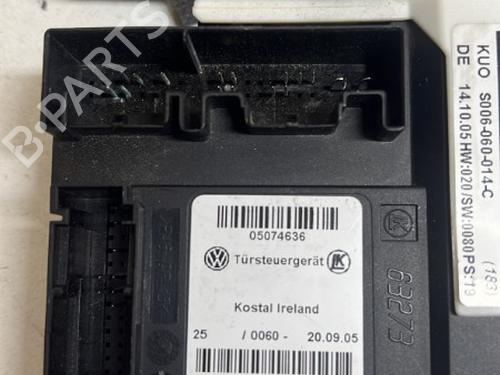 KUO S006-060-014-C
DE 14.10.05 HW:020/SW:0080 PS:19
(183)
05074636
Türsteuergerät
Kostal Ireland
25 / 0060 - 20.09.05
63273
B-PARTS